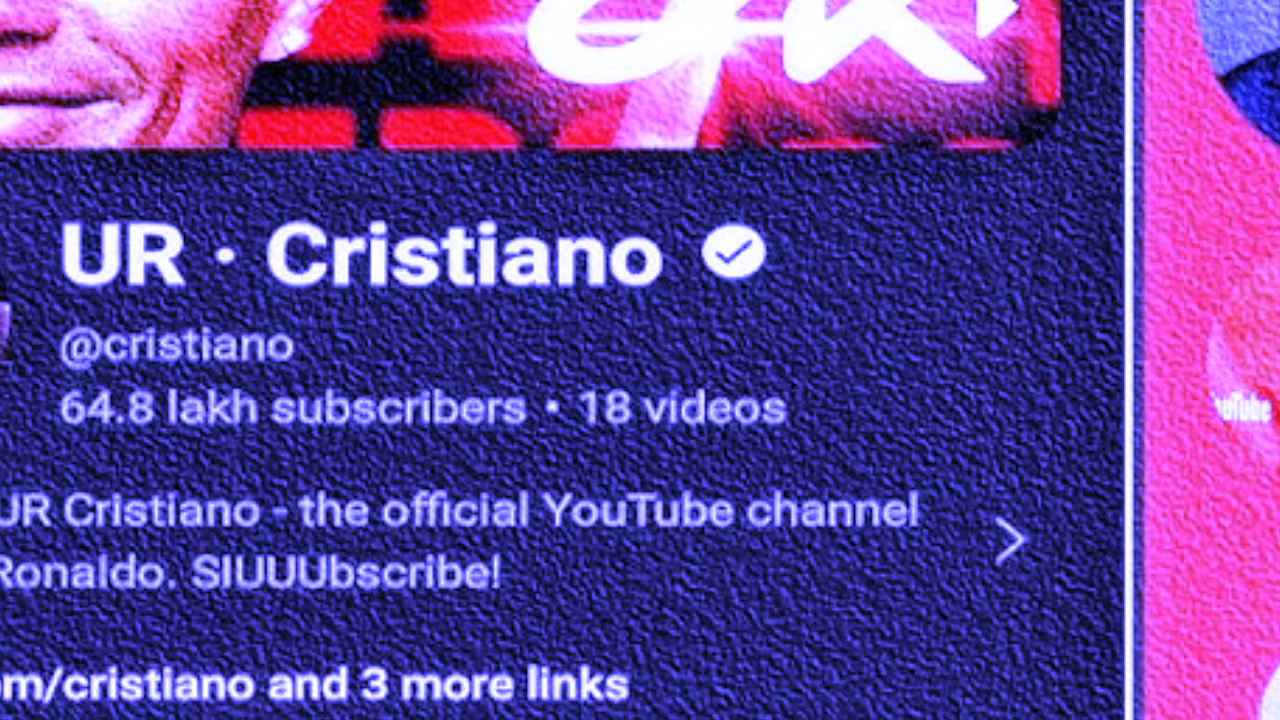 UR · Cristiano
@cristiano
64.8 lakh subscribers • 18 videos
UR Cristiano - the official YouTube channel
Ronaldo. SIUUUbscribe!
om/cristiano and 3 more links
uTube